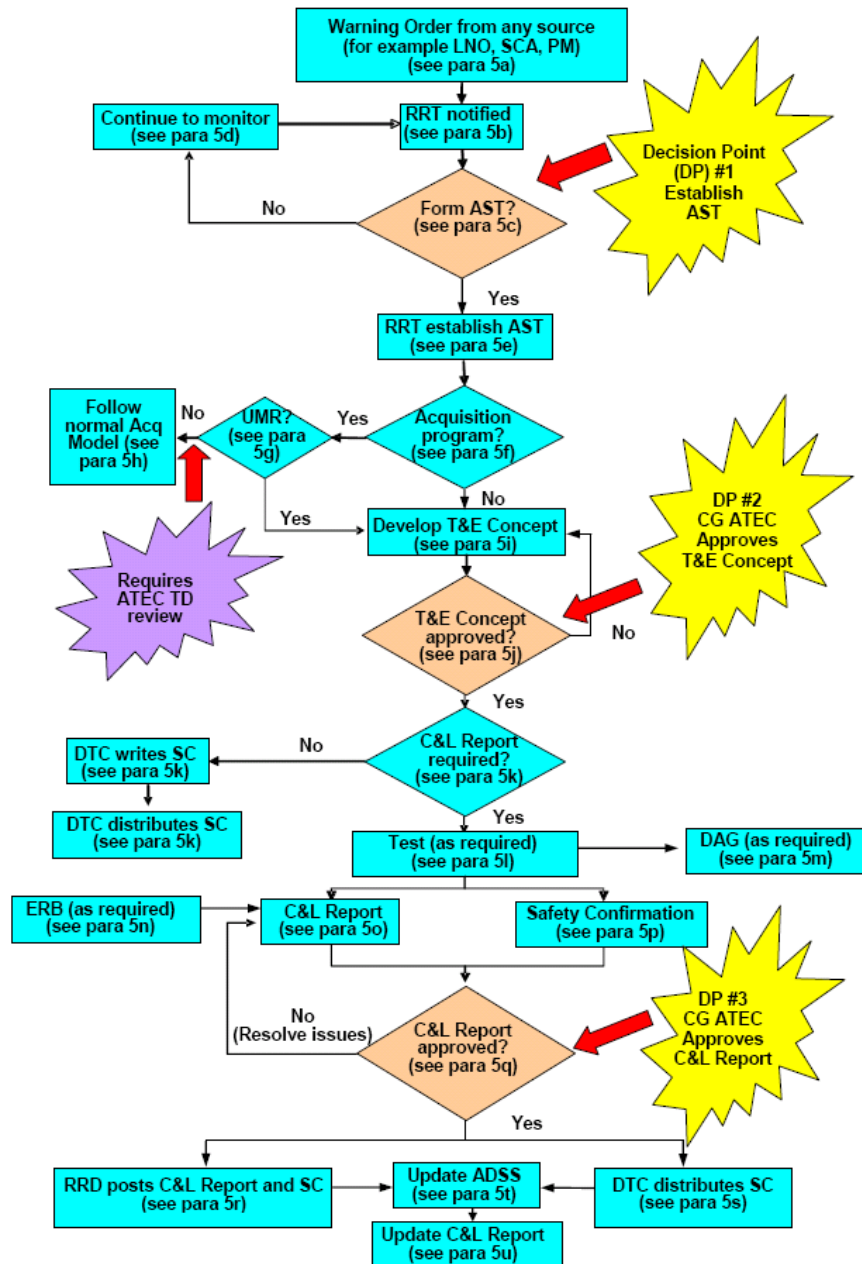 Warning Order from any source
(for example LNO, SCA, PM)
(see para 5a)
Continue to monitor
(see para 5d)
RRT notified
(see para 5b)
Decision Point
(DP) #1
Establish
AST
No
Form AST?
(see para 5c)
Yes
RRT establish AST
(see para 5e)
Follow
normal Acq
Model (see
para 5h)
No
UMR?
(see para
5g)
Yes
Acquisition
program?
(see para 5f)
No
Yes
Develop T&E Concept
(see para 5i)
DP #2
CG ATEC
Approves
T&E Concept
Requires
ATEC TD
review
T&E Concept
approved?
(see para 5j)
No
Yes
DTC writes SC
(see para 5k)
No
C&L Report
required?
(see para 5k)
DTC distributes SC
(see para 5k)
Yes
Test (as required)
(see para 5l)
DAG (as required)
(see para 5m)
ERB (as required)
(see para 5n)
C&L Report
(see para 5o)
Safety Confirmation
(see para 5p)
No
(Resolve issues)
C&L Report
approved?
(see para 5q)
DP #3
CG ATEC
Approves
C&L Report
Yes
RRD posts C&L Report and SC
(see para 5r)
Update ADSS
(see para 5t)
DTC distributes SC
(see para 5s)
Update C&L Report
(see para 5u)